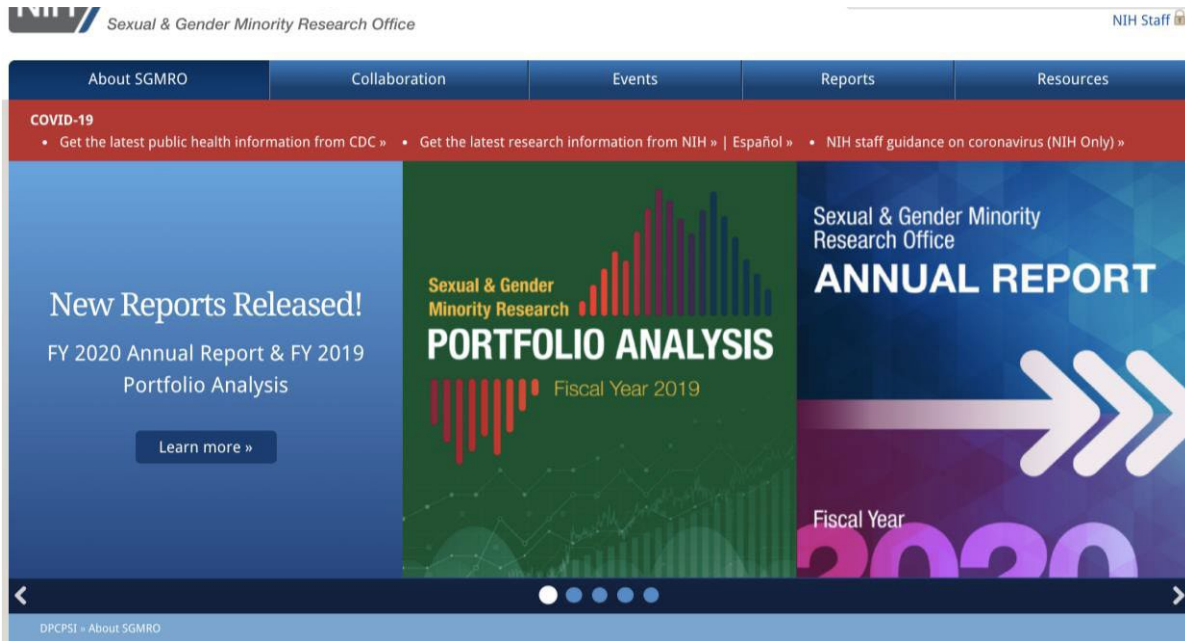 NIH
Sexual & Gender Minority Research Office
NIH Staff
About SGMRO
Collaboration
Events
Reports
Resources
COVID-19
• Get the latest public health information from CDC » • Get the latest research information from NIH » | Español » • NIH staff guidance on coronavirus (NIH Only) »
New Reports Released!
FY 2020 Annual Report & FY 2019
Portfolio Analysis
Learn more »
Sexual & Gender
Minority Research
PORTFOLIO ANALYSIS
Fiscal Year 2019
Sexual & Gender Minority
Research Office
ANNUAL REPORT
Fiscal Year
2020
DPCPSI » About SGMRO